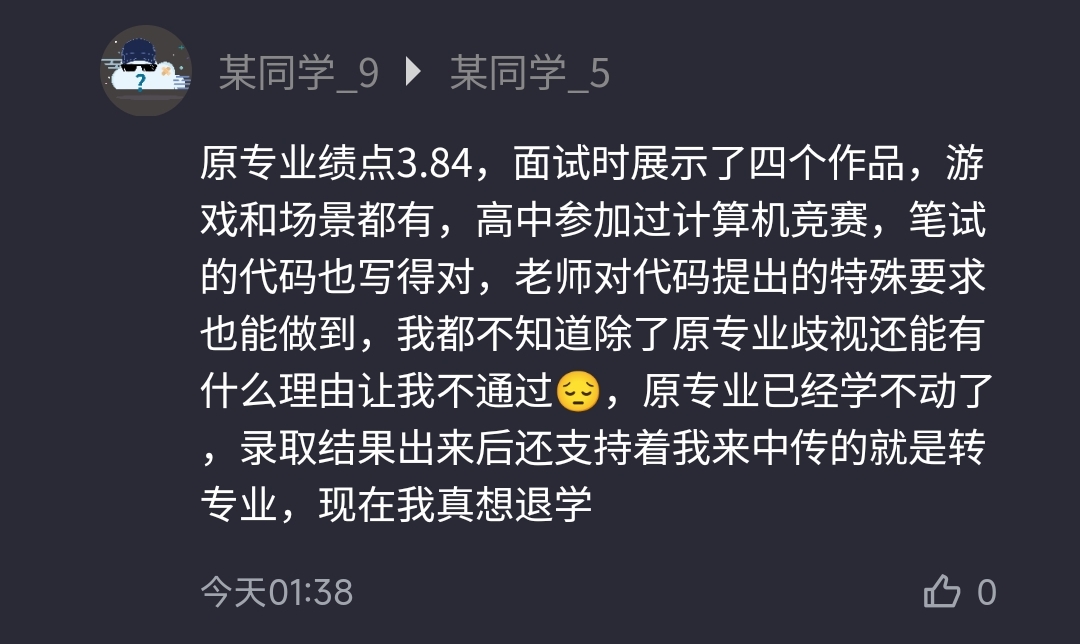 某同学_9 ▶ 某同学_5
原专业绩点3.84，面试时展示了四个作品，游
戏和场景都有，高中参加过计算机竞赛，笔试
的代码也写得对，老师对代码提出的特殊要求
也能做到，我都不知道除了原专业歧视还能有
什么理由让我不通过😔，原专业已经学不动了
，录取结果出来后还支持着我来中传的就是转
专业，现在我真想退学
今天01:38
0